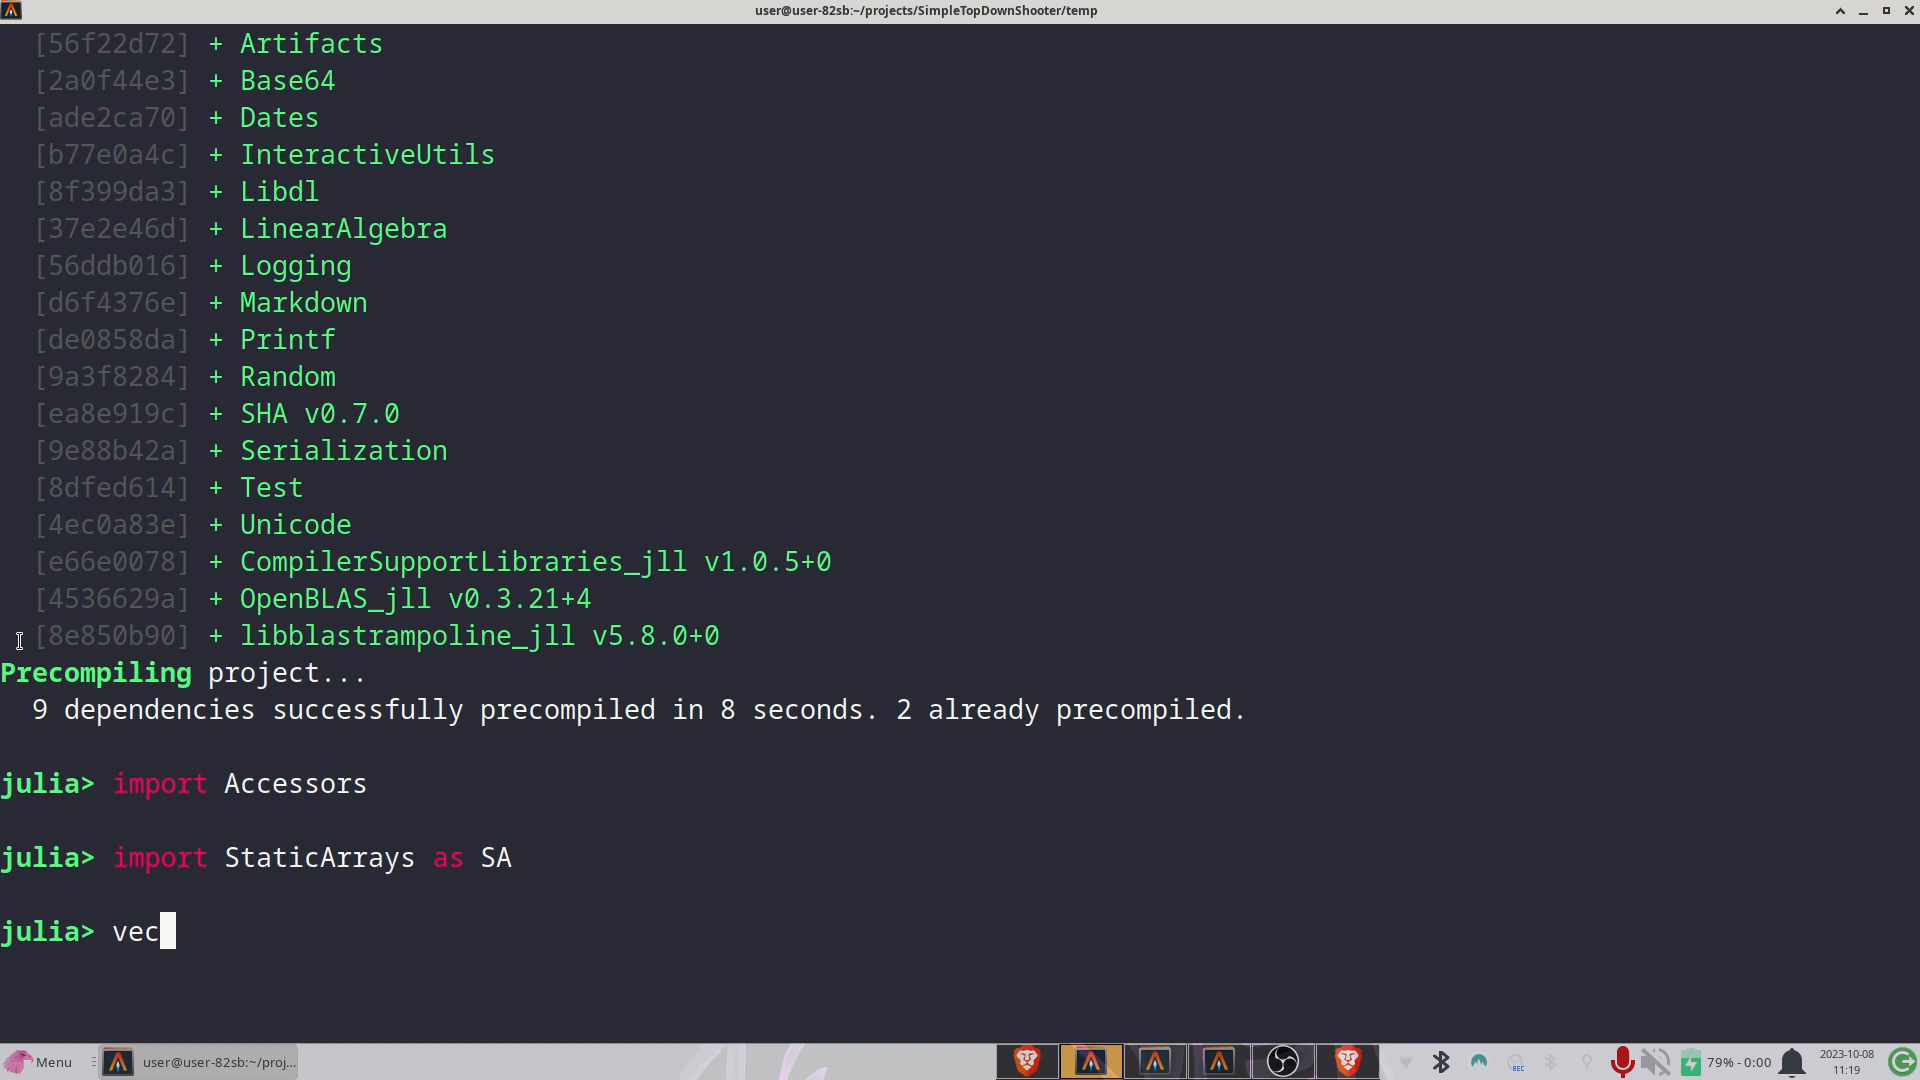 user@user-82sb:~/projects/SimpleTopDownShooter/temp
[56f22d72] + Artifacts
[2a0f44e3] + Base64
[ade2ca70] + Dates
[b77e0a4c] + InteractiveUtils
[8f399da3] + Libdl
[37e2e46d] + LinearAlgebra
[56ddb016] + Logging
[d6f4376e] + Markdown
[de0858da] + Printf
[9a3f8284] + Random
[ea8e919c] + SHA v0.7.0
[9e88b42a] + Serialization
[8dfed614] + Test
[4ec0a83e] + Unicode
[e66e0078] + CompilerSupportLibraries_jll v1.0.5+0
[4536629a] + OpenBLAS_jll v0.3.21+4
[8e850b90] + libblastrampoline_jll v5.8.0+0
Precompiling project...
9 dependencies successfully precompiled in 8 seconds. 2 already precompiled.
julia> import Accessors
julia> import StaticArrays as SA
julia> vec
Menu
user@user-82sb:~/proj...
REC
79% - 0:00
2023-10-08
11:19